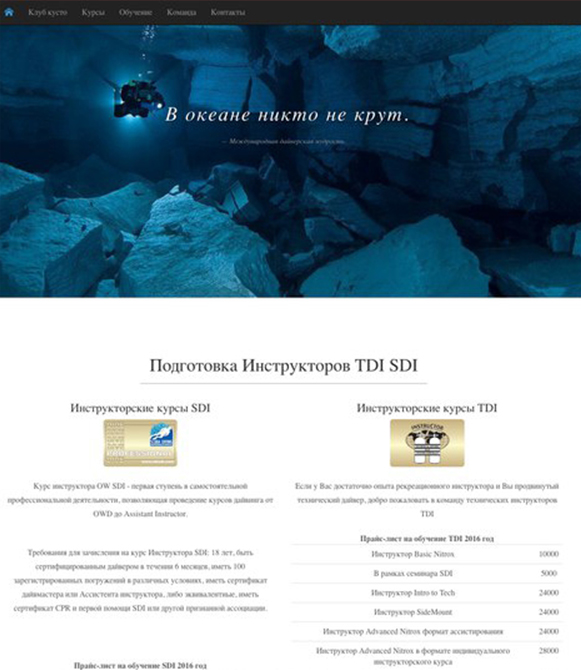 Клуб кусто Курсы Обучение Команда Контакты
В океане никто не крут.
— Международная дайверская мудрость.
Подготовка Инструкторов TDI SDI
Инструкторские курсы SDI
PROFESSIONAL
Курс инструктора OW SDI - первая ступень в самостоятельной
профессиональной деятельности, позволяющая проведение курсов дайвинга от
OWD до Assistant Instructor.
Требования для зачисления на курс Инструктора SDI: 18 лет, быть
сертифицированным дайвером в течении 6 месяцев, иметь 100
зарегистрированных погружений в различных условиях, иметь сертификат
дайвмастера или Ассистента инструктора, либо эквивалентные, иметь
сертификат CPR и первой помощи SDI или другой признанной ассоциации.
Прайс-лист на обучение SDI 2016 год
Инструкторские курсы TDI
INSTRUCTOR
Если у Вас достаточно опыта рекреационного инструктора и Вы продвинутый
технический дайвер, добро пожаловать в команду технических инструкторов
TDI
Прайс-лист на обучение TDI 2016 год
Инструктор Basic Nitrox 10000
В рамках семинара SDI 5000
Инструктор Intro to Tech 24000
Инструктор SideMount 24000
Инструктор Advanced Nitrox формат ассистирования 24000
Инструктор Advanced Nitrox в формате индивидуального 28000
инструкторского курса